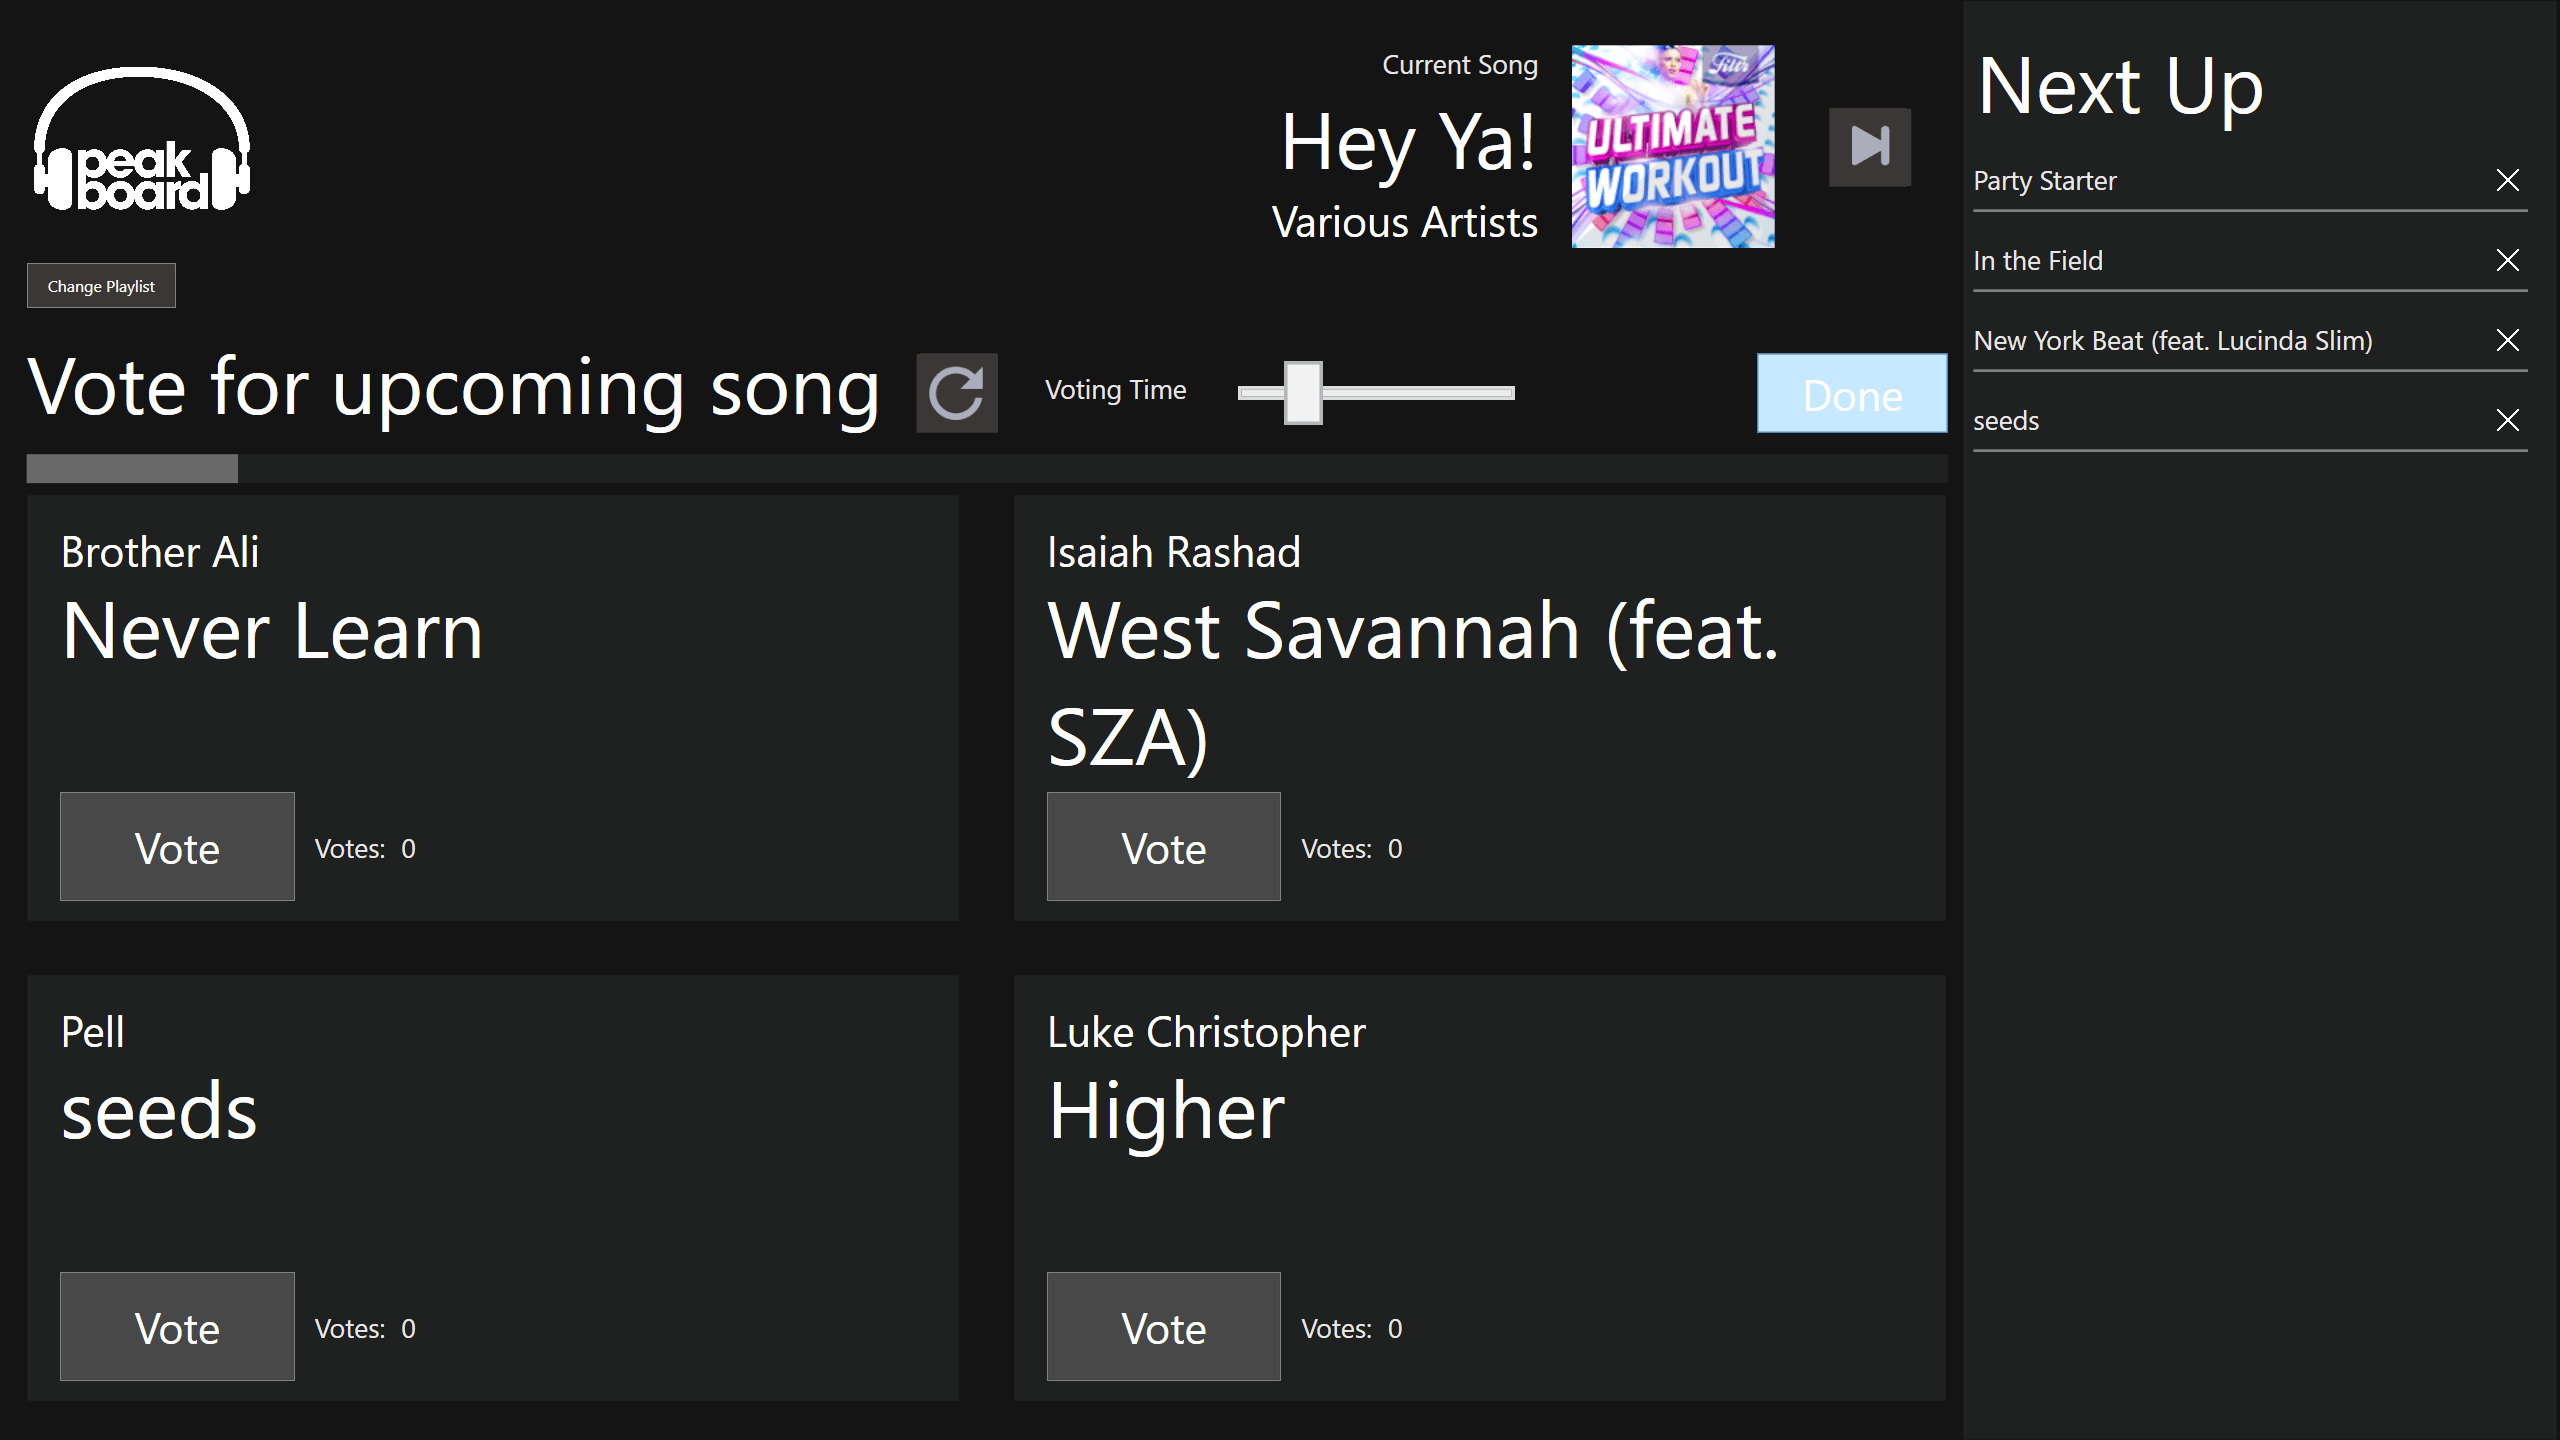 peak
board
Current Song
Hey Ya!
Various Artists
Filtr
ULTIMATE
WORKOUT
Change Playlist
Vote for upcoming song
Voting Time
Done
Brother Ali
Never Learn
Vote
Votes: 0
Isaiah Rashad
West Savannah (feat.
SZA)
Vote
Votes: 0
Pell
seeds
Vote
Votes: 0
Luke Christopher
Higher
Vote
Votes: 0
Next Up
Party Starter
In the Field
New York Beat (feat. Lucinda Slim)
seeds